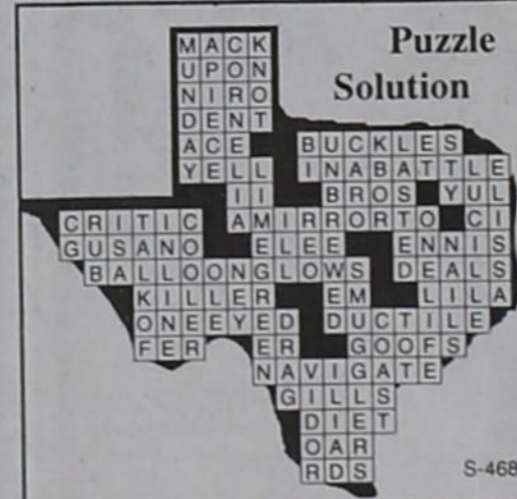 Puzzle
Solution
MACK
UPON
NIRO
DENT
ACE BUCKLES
YELL INABATTLE
II BROS YUL
CRITIC AMIRRORTO CI
GUSANO ELEE ENNIS
BALLOONGLOWS DEALS
KILLER EM LILA
ONEEYED DUCTILE
FER ER GOOFS
NAVIGATE
GILLS
DIET
OAR
RDS
S-468